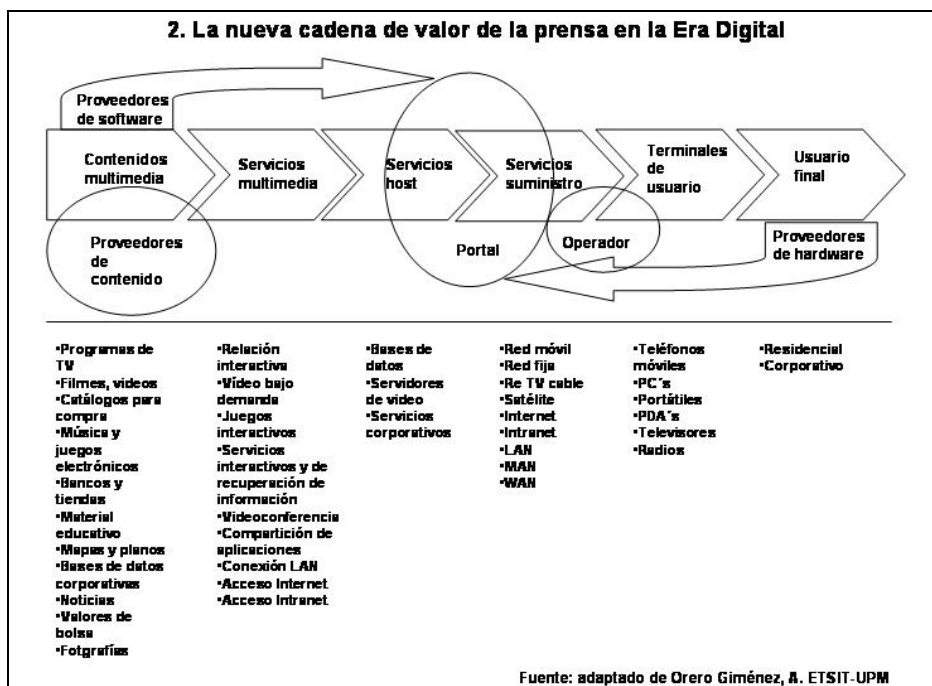 2. La nueva cadena de valor de la prensa en la Era Digital
Proveedores
de software
Contenidos
multimedia
Servicios
multimedia
Servicios
host
Servicios
suministro
Terminales
de
usuario
Usuario
final
Proveedores
de
contenido
Portal
Operador
Proveedores
de hardware
•Programas de
TV
•Filmes, videos
•Catálogos para
compra
•Música y
juegos
electrónicos
•Bancos y
tiendas
•Material
educativo
•Mapas y planos
•Bases de datos
corporativas
•Noticias
•Valores de
bolsa
•Fotgrafías
•Relación
interactiva
•Vídeo bajo
demanda
•Juegos
interactivos
•Servicios
interactivos y de
recuperación de
información
•Videoconferencia
•Compartición de
aplicaciones
•Conexión LAN
•Acceso Internet
•Acceso Intranet
•Bases de
datos
•Servidores
de video
•Servicios
corporativos
•Red móvil
•Red fija
•Re TV cable
•Satélite
•Internet
•Intranet
•LAN
•MAN
•WAN
•Teléfonos
móviles
•PC´s
•Portátiles
•PDA´s
•Televisores
•Radios
•Residencial
•Corporativo
Fuente: adaptado de Orero Giménez, A. ETSIT-UPM